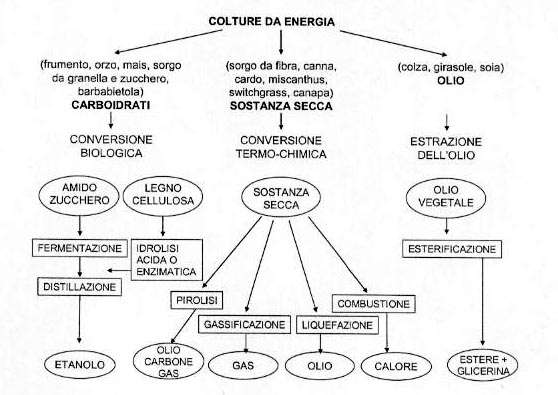 COLTURE DA ENERGIA
(frumento, orzo, mais, sorgo
da granella e zucchero,
barbabietola)
CARBOIDRATI
(sorgo da fibra, canna,
cardo, miscanthus,
switchgrass, canapa)
SOSTANZA SECCA
(colza, girasole, soia)
OLIO
CONVERSIONE
BIOLOGICA
CONVERSIONE
TERMO-CHIMICA
ESTRAZIONE
DELL'OLIO
AMIDO
ZUCCHERO
LEGNO
CELLULOSA
SOSTANZA
SECCA
OLIO
VEGETALE
FERMENTAZIONE
IDROLISI
ACIDA O
ENZIMATICA
ESTERIFICAZIONE
DISTILLAZIONE
PIROLISI
COMBUSTIONE
GASSIFICAZIONE
LIQUEFAZIONE
ETANOLO
OLIO
CARBONE
GAS
GAS
OLIO
CALORE
ESTERE +
GLICERINA